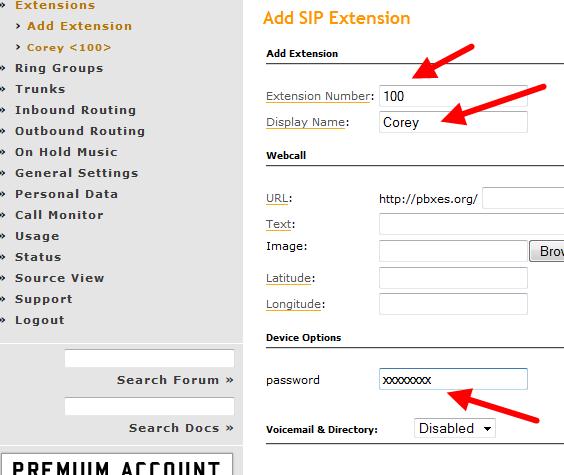 » Extensions
› Add Extension
› Corey <100>
» Ring Groups
» Trunks
» Inbound Routing
» Outbound Routing
» On Hold Music
» General Settings
» Personal Data
» Call Monitor
» Usage
» Status
» Source View
» Support
» Logout
Search Forum »
Search Docs »
PREMIUM ACCOUNT
Add SIP Extension
Add Extension
Extension Number: 100
Display Name: Corey
Webcall
URL: http://pbxes.org/
Text:
Image: Brow
Latitude:
Longitude:
Device Options
password xxxxxxxx
Voicemail & Directory: Disabled